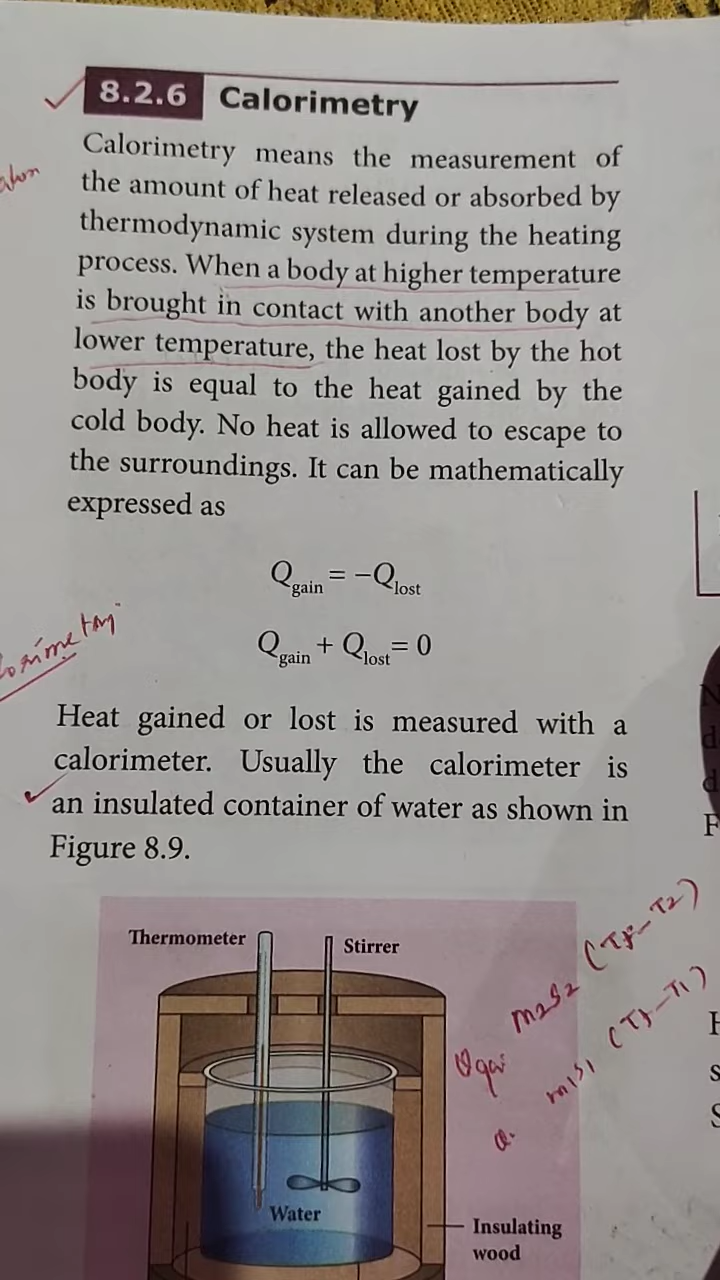 8.2.6 Calorimetry
Calorimetry means the measurement of
the amount of heat released or absorbed by
thermodynamic system during the heating
process. When a body at higher temperature
is brought in contact with another body at
lower temperature, the heat lost by the hot
body is equal to the heat gained by the
cold body. No heat is allowed to escape to
the surroundings. It can be mathematically
expressed as
Qgain = −Qlost
Qgain + Qlost = 0
Heat gained or lost is measured with a
calorimeter. Usually the calorimeter is
an insulated container of water as shown in
Figure 8.9.
Thermometer
Stirrer
m2s2 (Tf−T2)
m1s1 (Tf−T1)
Water
Insulating
wood